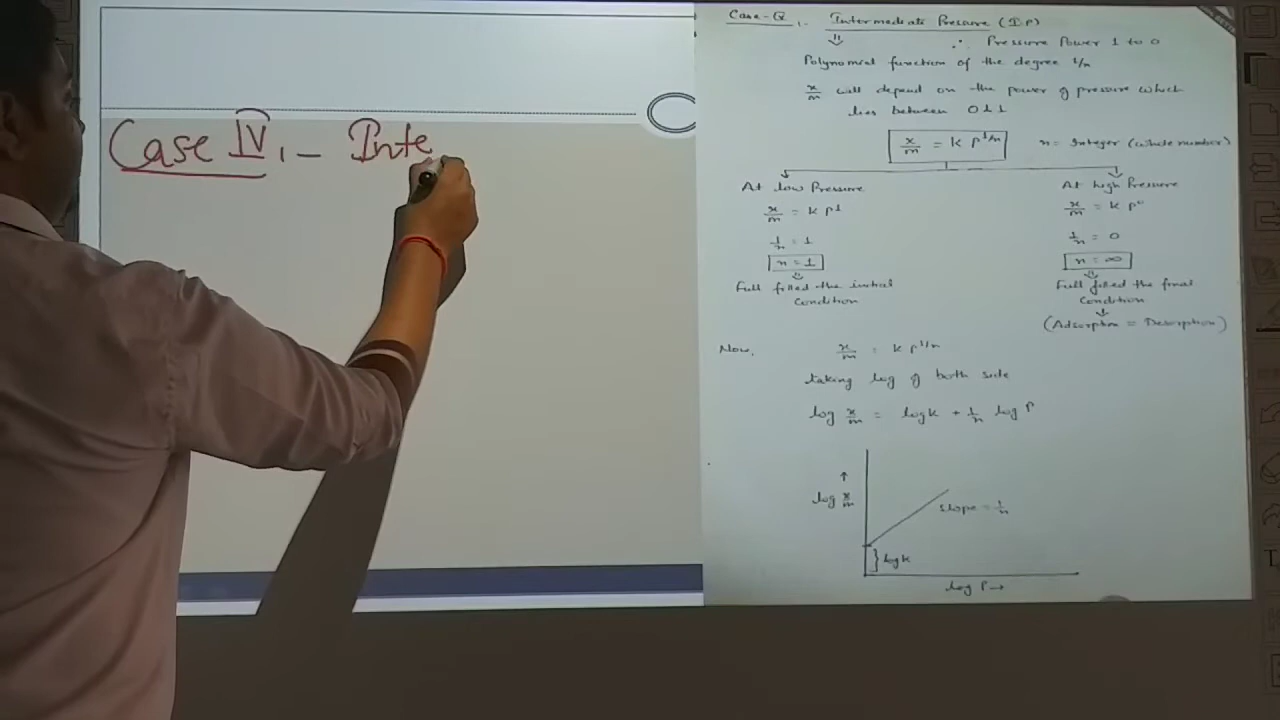 Case IV, - Inte
Case-Q, Intermediate Pressure (IP)
⇓ ∴ Pressure Power 1 to 0
Polynomial function of the degree 1/n
x/m will depend on the power of pressure which
lies between 0 & 1
x/m = k P^1/n n = Integer (whole number)
At low Pressure
x/m = k P^1
1/n = 1
n = 1
⇓
Full filled the initial
Condition
At high Pressure
x/m = k P^0
1/n = 0
n = ∞
⇓
Full filled the final
Condition
↓
(Adsorption = Desorption)
Now, x/m = k P^1/n
taking log of both side
log x/m = log k + 1/n log P
↑
log x/m
slope = 1/n
} log k
log P →